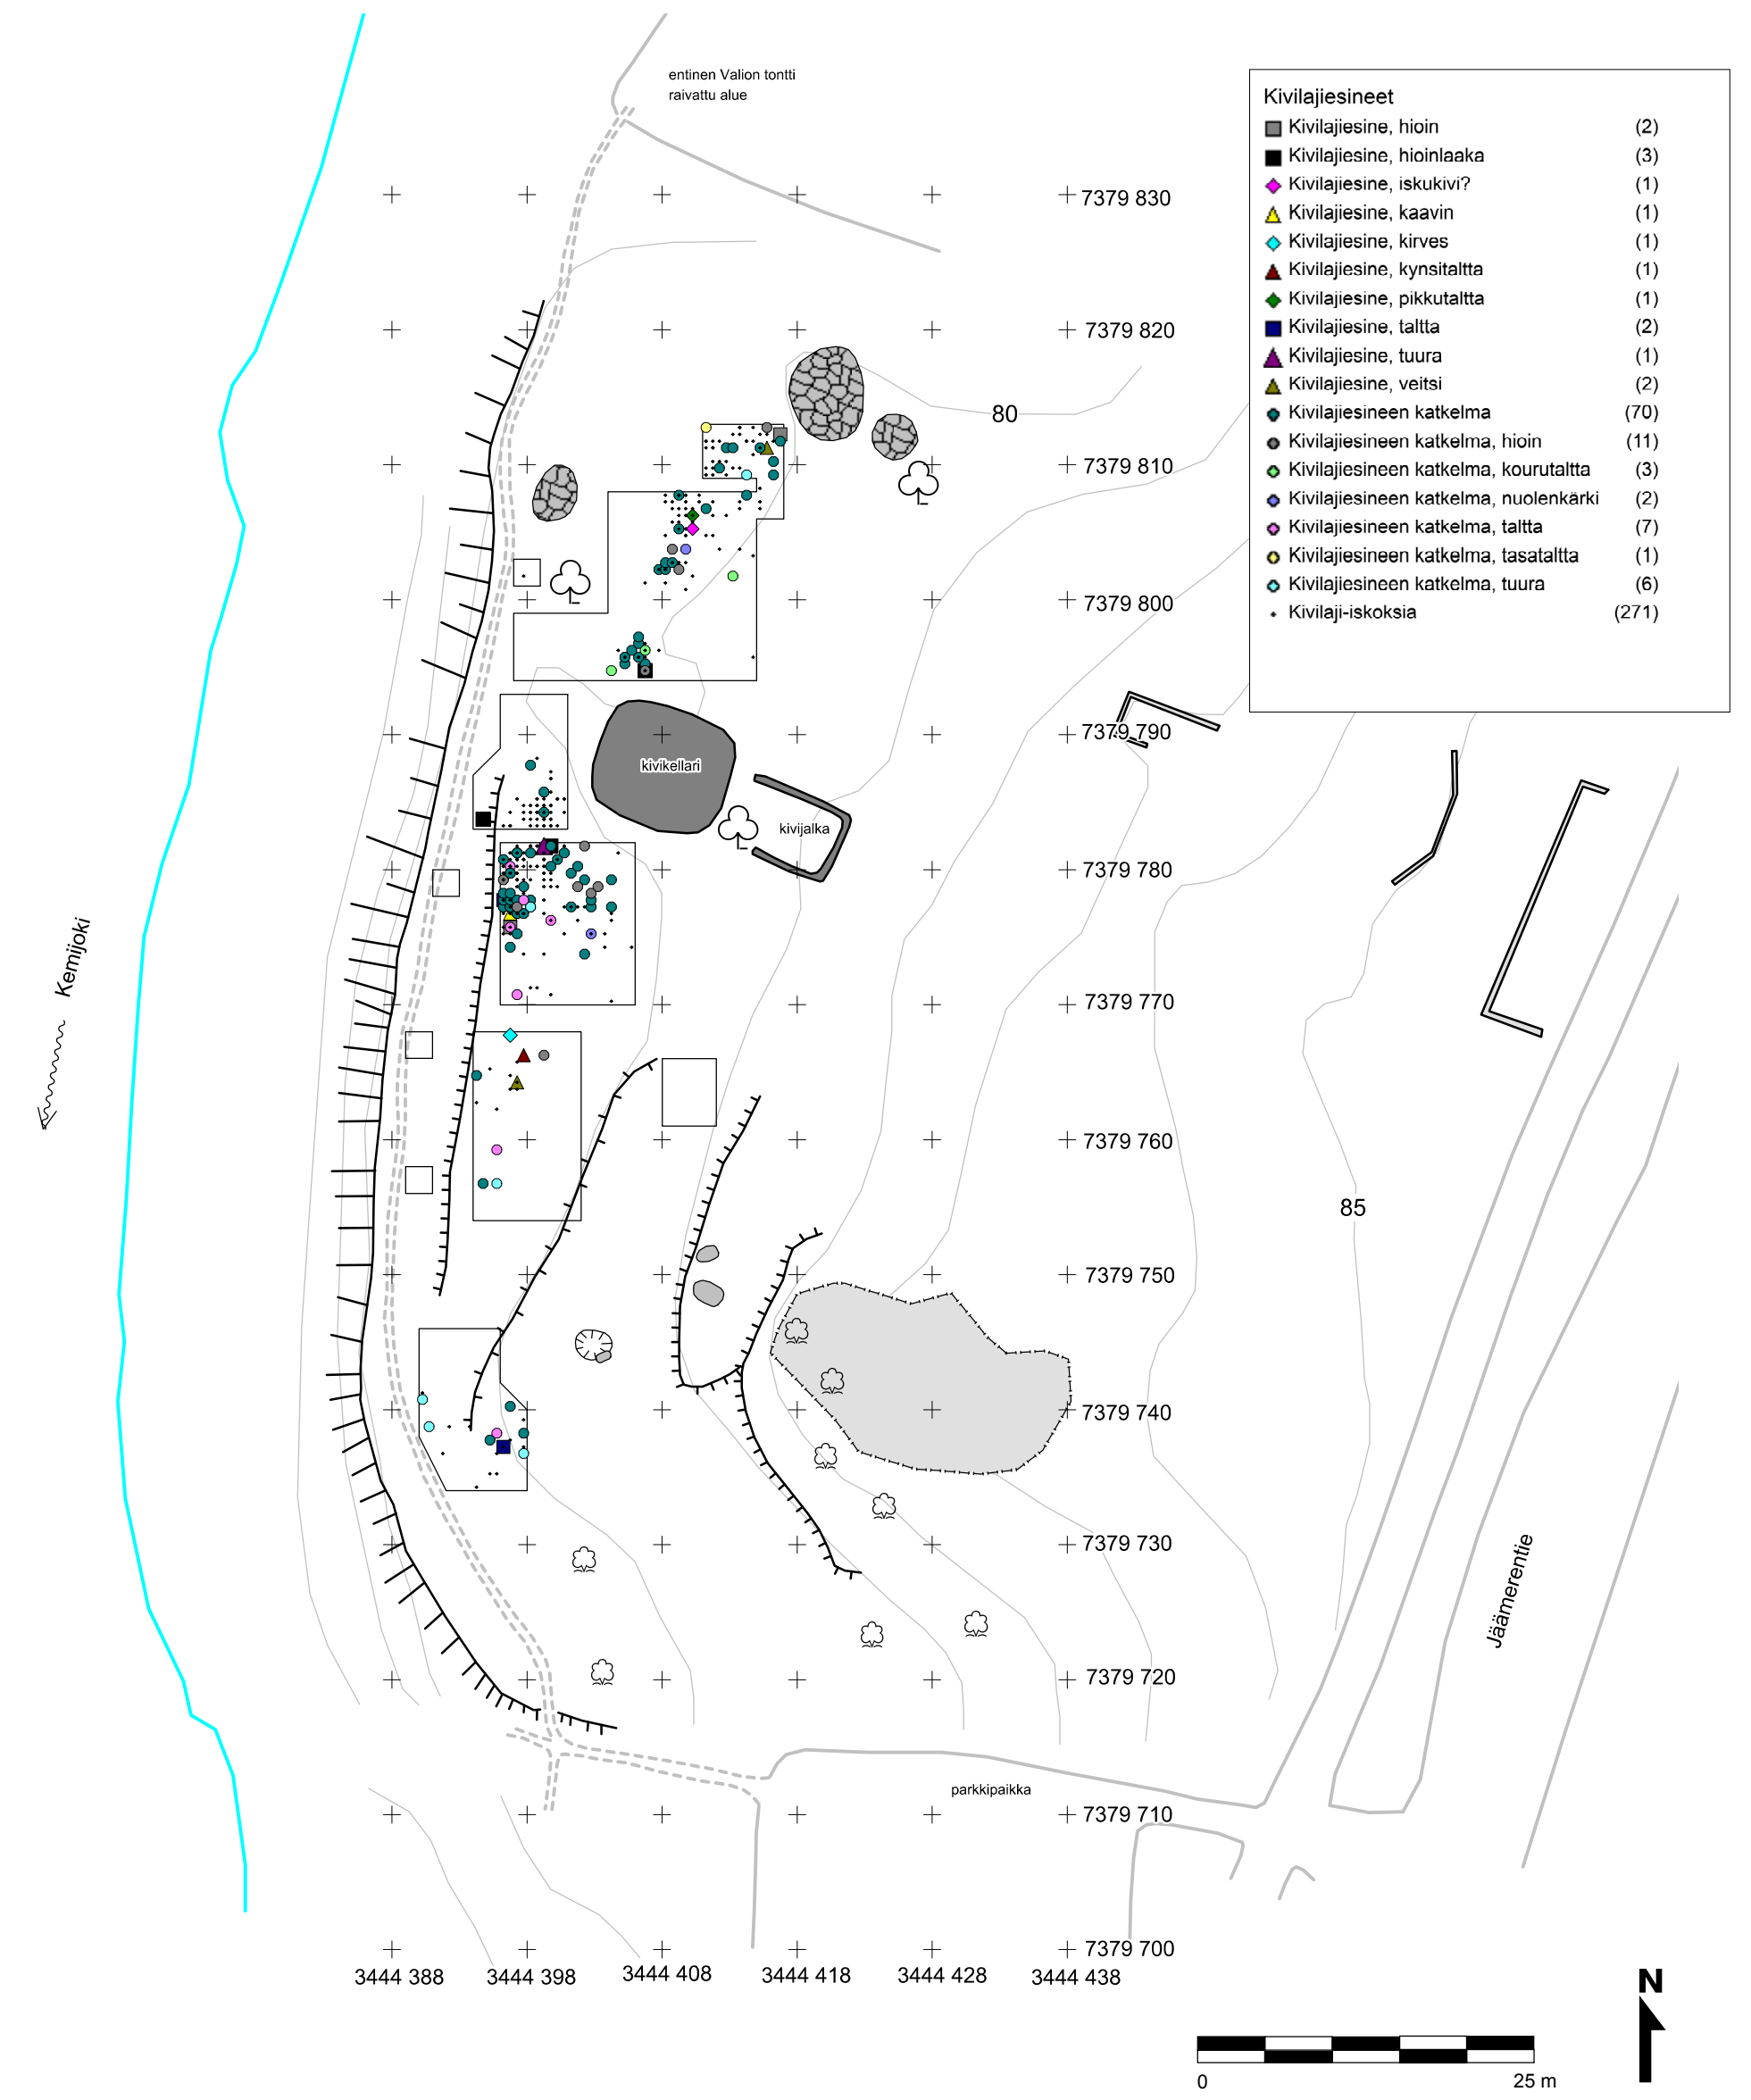 entinen Valion tontti
raivattu alue
Kivilajiesineet
Kivilajiesine, hioin (2)
Kivilajiesine, hioinlaaka (3)
Kivilajiesine, iskukivi? (1)
Kivilajiesine, kaavin (1)
Kivilajiesine, kirves (1)
Kivilajiesine, kynsitaltta (1)
Kivilajiesine, pikkutaltta (1)
Kivilajiesine, taltta (2)
Kivilajiesine, tuura (1)
Kivilajiesine, veitsi (2)
Kivilajiesineen katkelma (70)
Kivilajiesineen katkelma, hioin (11)
Kivilajiesineen katkelma, kourutaltta (3)
Kivilajiesineen katkelma, nuolenkärki (2)
Kivilajiesineen katkelma, taltta (7)
Kivilajiesineen katkelma, tasataltta (1)
Kivilajiesineen katkelma, tuura (6)
Kivilaji-iskoksia (271)
7379 830
7379 820
80
7379 810
7379 800
7379 790
kivikellari
kivijalka
7379 780
Kemijoki
7379 770
7379 760
85
7379 750
7379 740
7379 730
Jäämerentie
7379 720
parkkipaikka
7379 710
7379 700
3444 388
3444 398
3444 408
3444 418
3444 428
3444 438
N
0
25 m